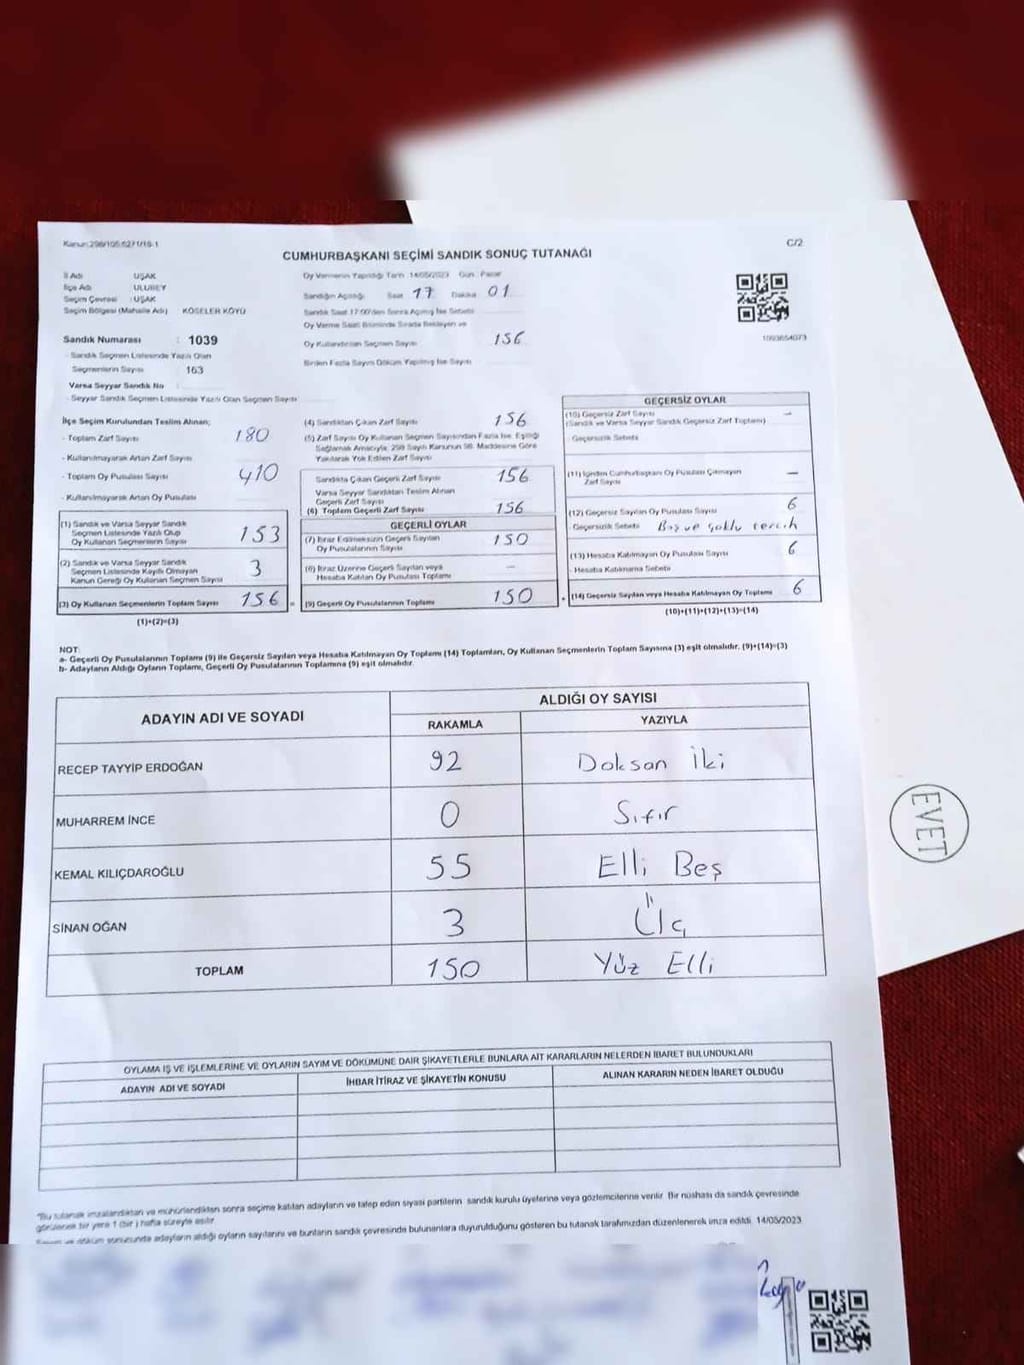 Kanun:298/105,6271/18-1
C/2
CUMHURBAŞKANI SEÇİMİ SANDIK SONUÇ TUTANAĞI
İl Adı : UŞAK
İlçe Adı : ULUBEY
Seçim Çevresi : UŞAK
Seçim Bölgesi (Mahalle Adı) : KÖSELER KÖYÜ
Oy Vermenin Yapıldığı Tarih 14/05/2023 Gün: Pazar
Sandığın Açılışı: Saat 17 Dakika 01
Sandık Saat 17:00'den Sonra Açılmış İse Sebebi
Oy Verme Saati Bitiminde Sırada Bekleyen ve
Oy Kullandırılan Seçmen Sayısı 156
Birden Fazla Sayım Döküm Yapılmış İse Sayısı
1093654073
Sandık Numarası : 1039
- Sandık Seçmen Listesinde Yazılı Olan
Seçmenlerin Sayısı : 163
Varsa Seyyar Sandık No :
- Seyyar Sandık Seçmen Listesinde Yazılı Olan Seçmen Sayısı :
İlçe Seçim Kurulundan Teslim Alınan;
- Toplam Zarf Sayısı 180
- Kullanılmayarak Artan Zarf Sayısı
- Toplam Oy Pusulası Sayısı 410
- Kullanılmayarak Artan Oy Pusulası
(1) Sandık ve Varsa Seyyar Sandık
Seçmen Listesinde Yazılı Olup
Oy Kullanan Seçmenlerin Sayısı 153
(2) Sandık ve Varsa Seyyar Sandık
Seçmen Listesinde Kayıtlı Olmayan
Kanun Gereği Oy Kullanan Seçmen Sayısı 3
(3) Oy Kullanan Seçmenlerin Toplam Sayısı 156 =
(1)+(2)=(3)
(4) Sandıktan Çıkan Zarf Sayısı 156
(5) Zarf Sayısı Oy Kullanan Seçmen Sayısından Fazla İse, Eşitliği
Sağlamak Amacıyla, 298 Sayılı Kanunun 98. Maddesine Göre
Yakılarak Yok Edilen Zarf Sayısı
Sandıkta Çıkan Geçerli Zarf Sayısı 156
Varsa Seyyar Sandıktan Teslim Alınan
Geçerli Zarf Sayısı
(6) Toplam Geçerli Zarf Sayısı 156
GEÇERLİ OYLAR
(7) İtiraz Edilmeksizin Geçerli Sayılan
Oy Pusulalarının Sayısı 150
(8) İtiraz Üzerine Geçerli Sayılan veya
Hesaba Katılan Oy Pusulası Toplamı –
(9) Geçerli Oy Pusulalarının Toplamı 150 +
GEÇERSİZ OYLAR
(10) Geçersiz Zarf Sayısı –
(Sandık ve Varsa Seyyar Sandık Geçersiz Zarf Toplamı)
- Geçersizlik Sebebi
(11) İçinden Cumhurbaşkanı Oy Pusulası Çıkmayan
Zarf Sayısı –
(12) Geçersiz Sayılan Oy Pusulası Sayısı 6
- Geçersizlik Sebebi Boş ve çoklu tercih
(13) Hesaba Katılmayan Oy Pusulası Sayısı 6
- Hesaba Katılmama Sebebi
(14) Geçersiz Sayılan veya Hesaba Katılmayan Oy Toplamı 6
(10)+(11)+(12)+(13)=(14)
NOT:
a- Geçerli Oy Pusulalarının Toplamı (9) ile Geçersiz Sayılan veya Hesaba Katılmayan Oy Toplamı (14) Toplamları, Oy Kullanan Seçmenlerin Toplam Sayısına (3) eşit olmalıdır. (9)+(14)=(3)
b- Adayların Aldığı Oyların Toplamı, Geçerli Oy Pusulalarının Toplamına (9) eşit olmalıdır.
ADAYIN ADI VE SOYADI ALDIĞI OY SAYISI
RAKAMLA YAZIYLA
RECEP TAYYİP ERDOĞAN 92 Doksan İki
MUHARREM İNCE 0 Sıfır
KEMAL KILIÇDAROĞLU 55 Elli Beş
SİNAN OĞAN 3 Üç
TOPLAM 150 Yüz Elli
EVET
OYLAMA İŞ VE İŞLEMLERİNE VE OYLARIN SAYIM VE DÖKÜMÜNE DAİR ŞİKAYETLERLE BUNLARA AİT KARARLARIN NELERDEN İBARET BULUNDUKLARI
ADAYIN ADI VE SOYADI İHBAR İTİRAZ VE ŞİKAYETİN KONUSU ALINAN KARARIN NEDEN İBARET OLDUĞU
"Bu tutanak imzalandıktan ve mühürlendikten sonra seçime katılan adayların ve talep eden siyasi partilerin sandık kurulu üyelerine veya gözlemcilerine verilir. Bir nüshası da sandık çevresinde
görülecek bir yere 1 (bir ) hafta süreyle asılır.
Sayım ve döküm sonucunda adayların aldığı oyların sayılarını ve bunların sandık çevresinde bulunanlara duyurulduğunu gösteren bu tutanak tarafımızdan düzenlenerek imza edildi. 14/05/2023